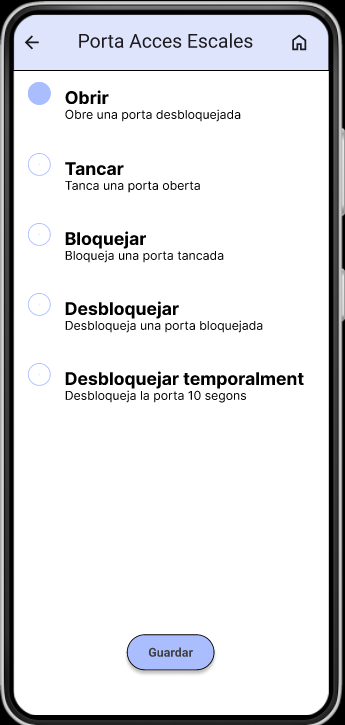 Porta Acces Escales
Obrir
Obre una porta desbloquejada
Tancar
Tanca una porta oberta
Bloquejar
Bloqueja una porta tancada
Desbloquejar
Desbloqueja una porta bloquejada
Desbloquejar temporalment
Desbloqueja la porta 10 segons
Guardar